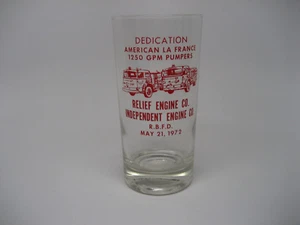 DEDICATION
AMERICAN LA FRANCE
1250 GPM PUMPERS
RELIEF ENGINE CO.
INDEPENDENT ENGINE CO.
R.B.F.D.
MAY 21, 1972